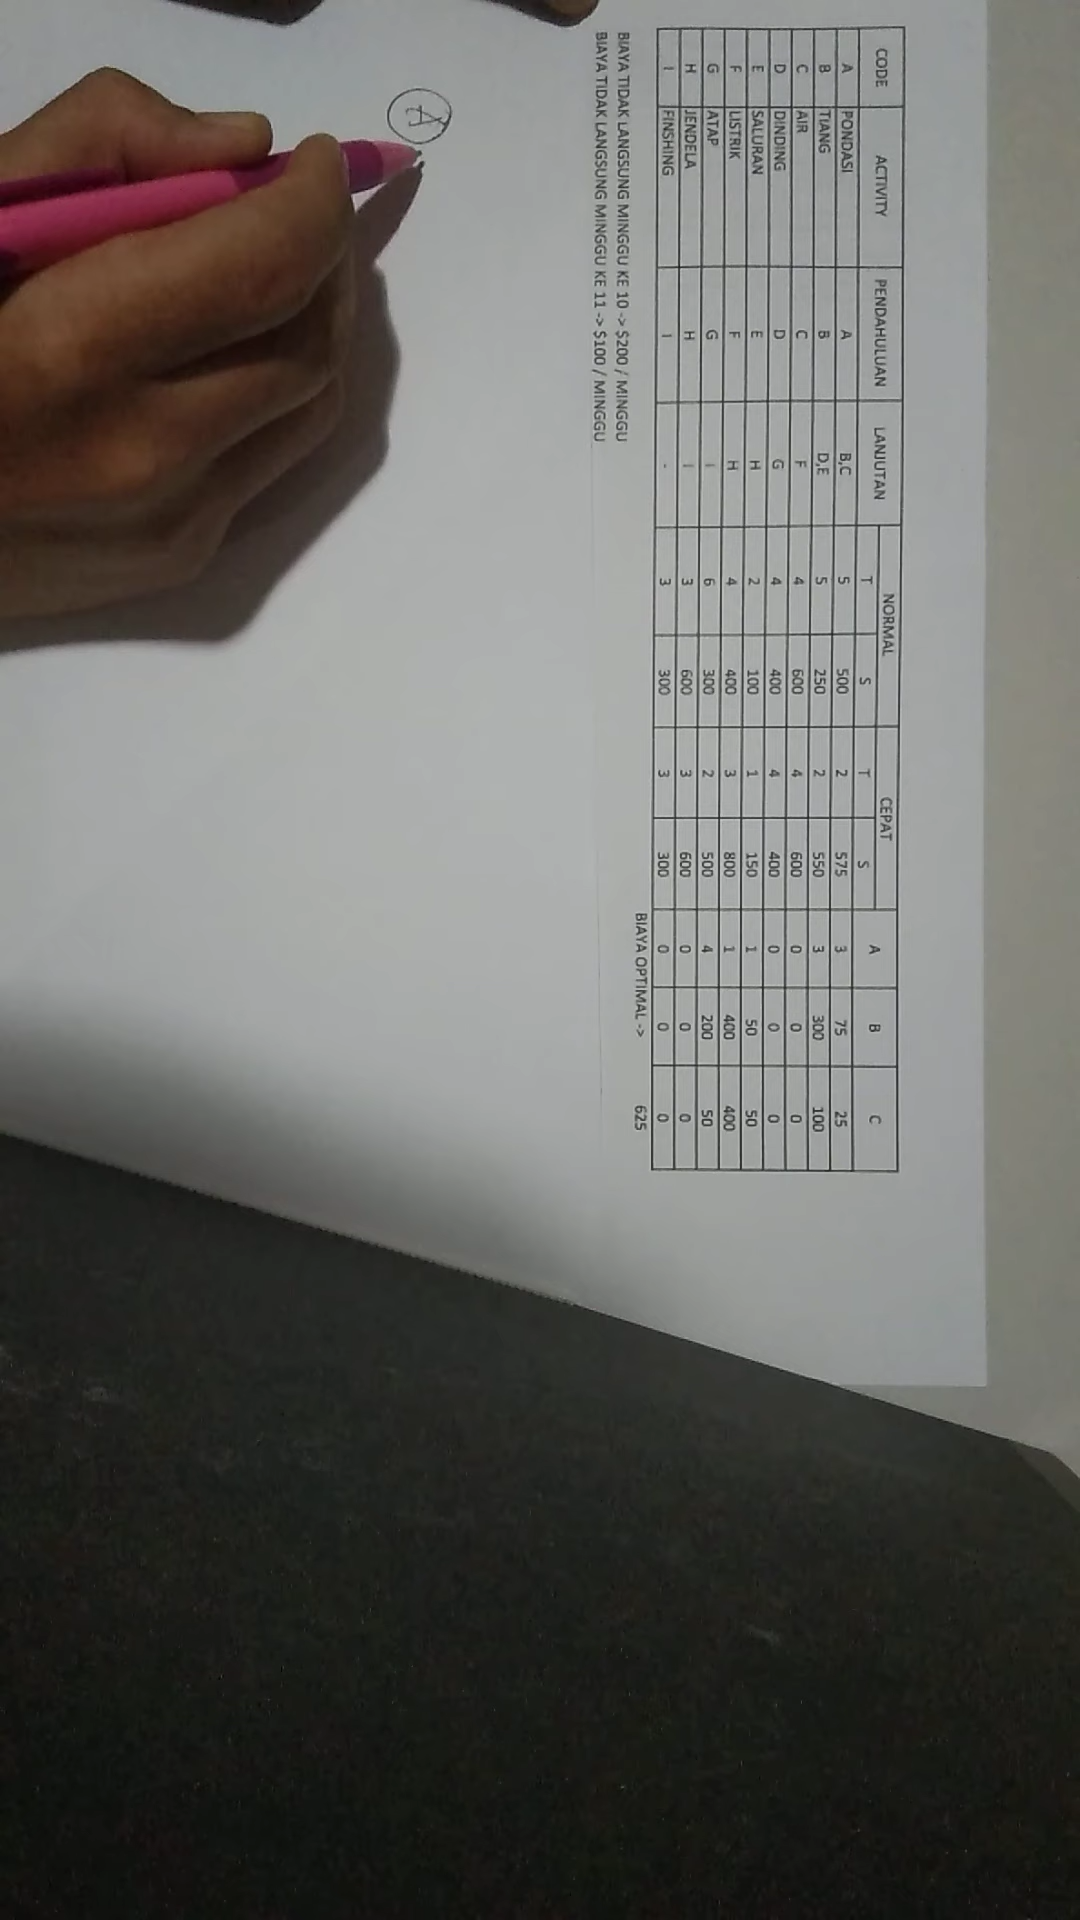 CODE ACTIVITY PENDAHULUAN LANJUTAN NORMAL CEPAT A B C
T S T S
A PONDASI A B,C 5 500 2 575 3 75 25
B TIANG B D,E 5 250 2 550 3 300 100
C AIR C F 4 600 4 600 0 0 0
D DINDING D G 4 400 4 400 0 0 0
E SALURAN E H 2 100 1 150 1 50 50
F LISTRIK F H 4 400 3 800 1 400 400
G ATAP G I 6 300 2 500 4 200 50
H JENDELA H I 3 600 3 600 0 0 0
I FINSHING I - 3 300 3 300 0 0 0
BIAYA OPTIMAL -> 625
BIAYA TIDAK LANGSUNG MINGGU KE 10 -> $200 / MINGGU
BIAYA TIDAK LANGSUNG MINGGU KE 11 -> $100 / MINGGU
A